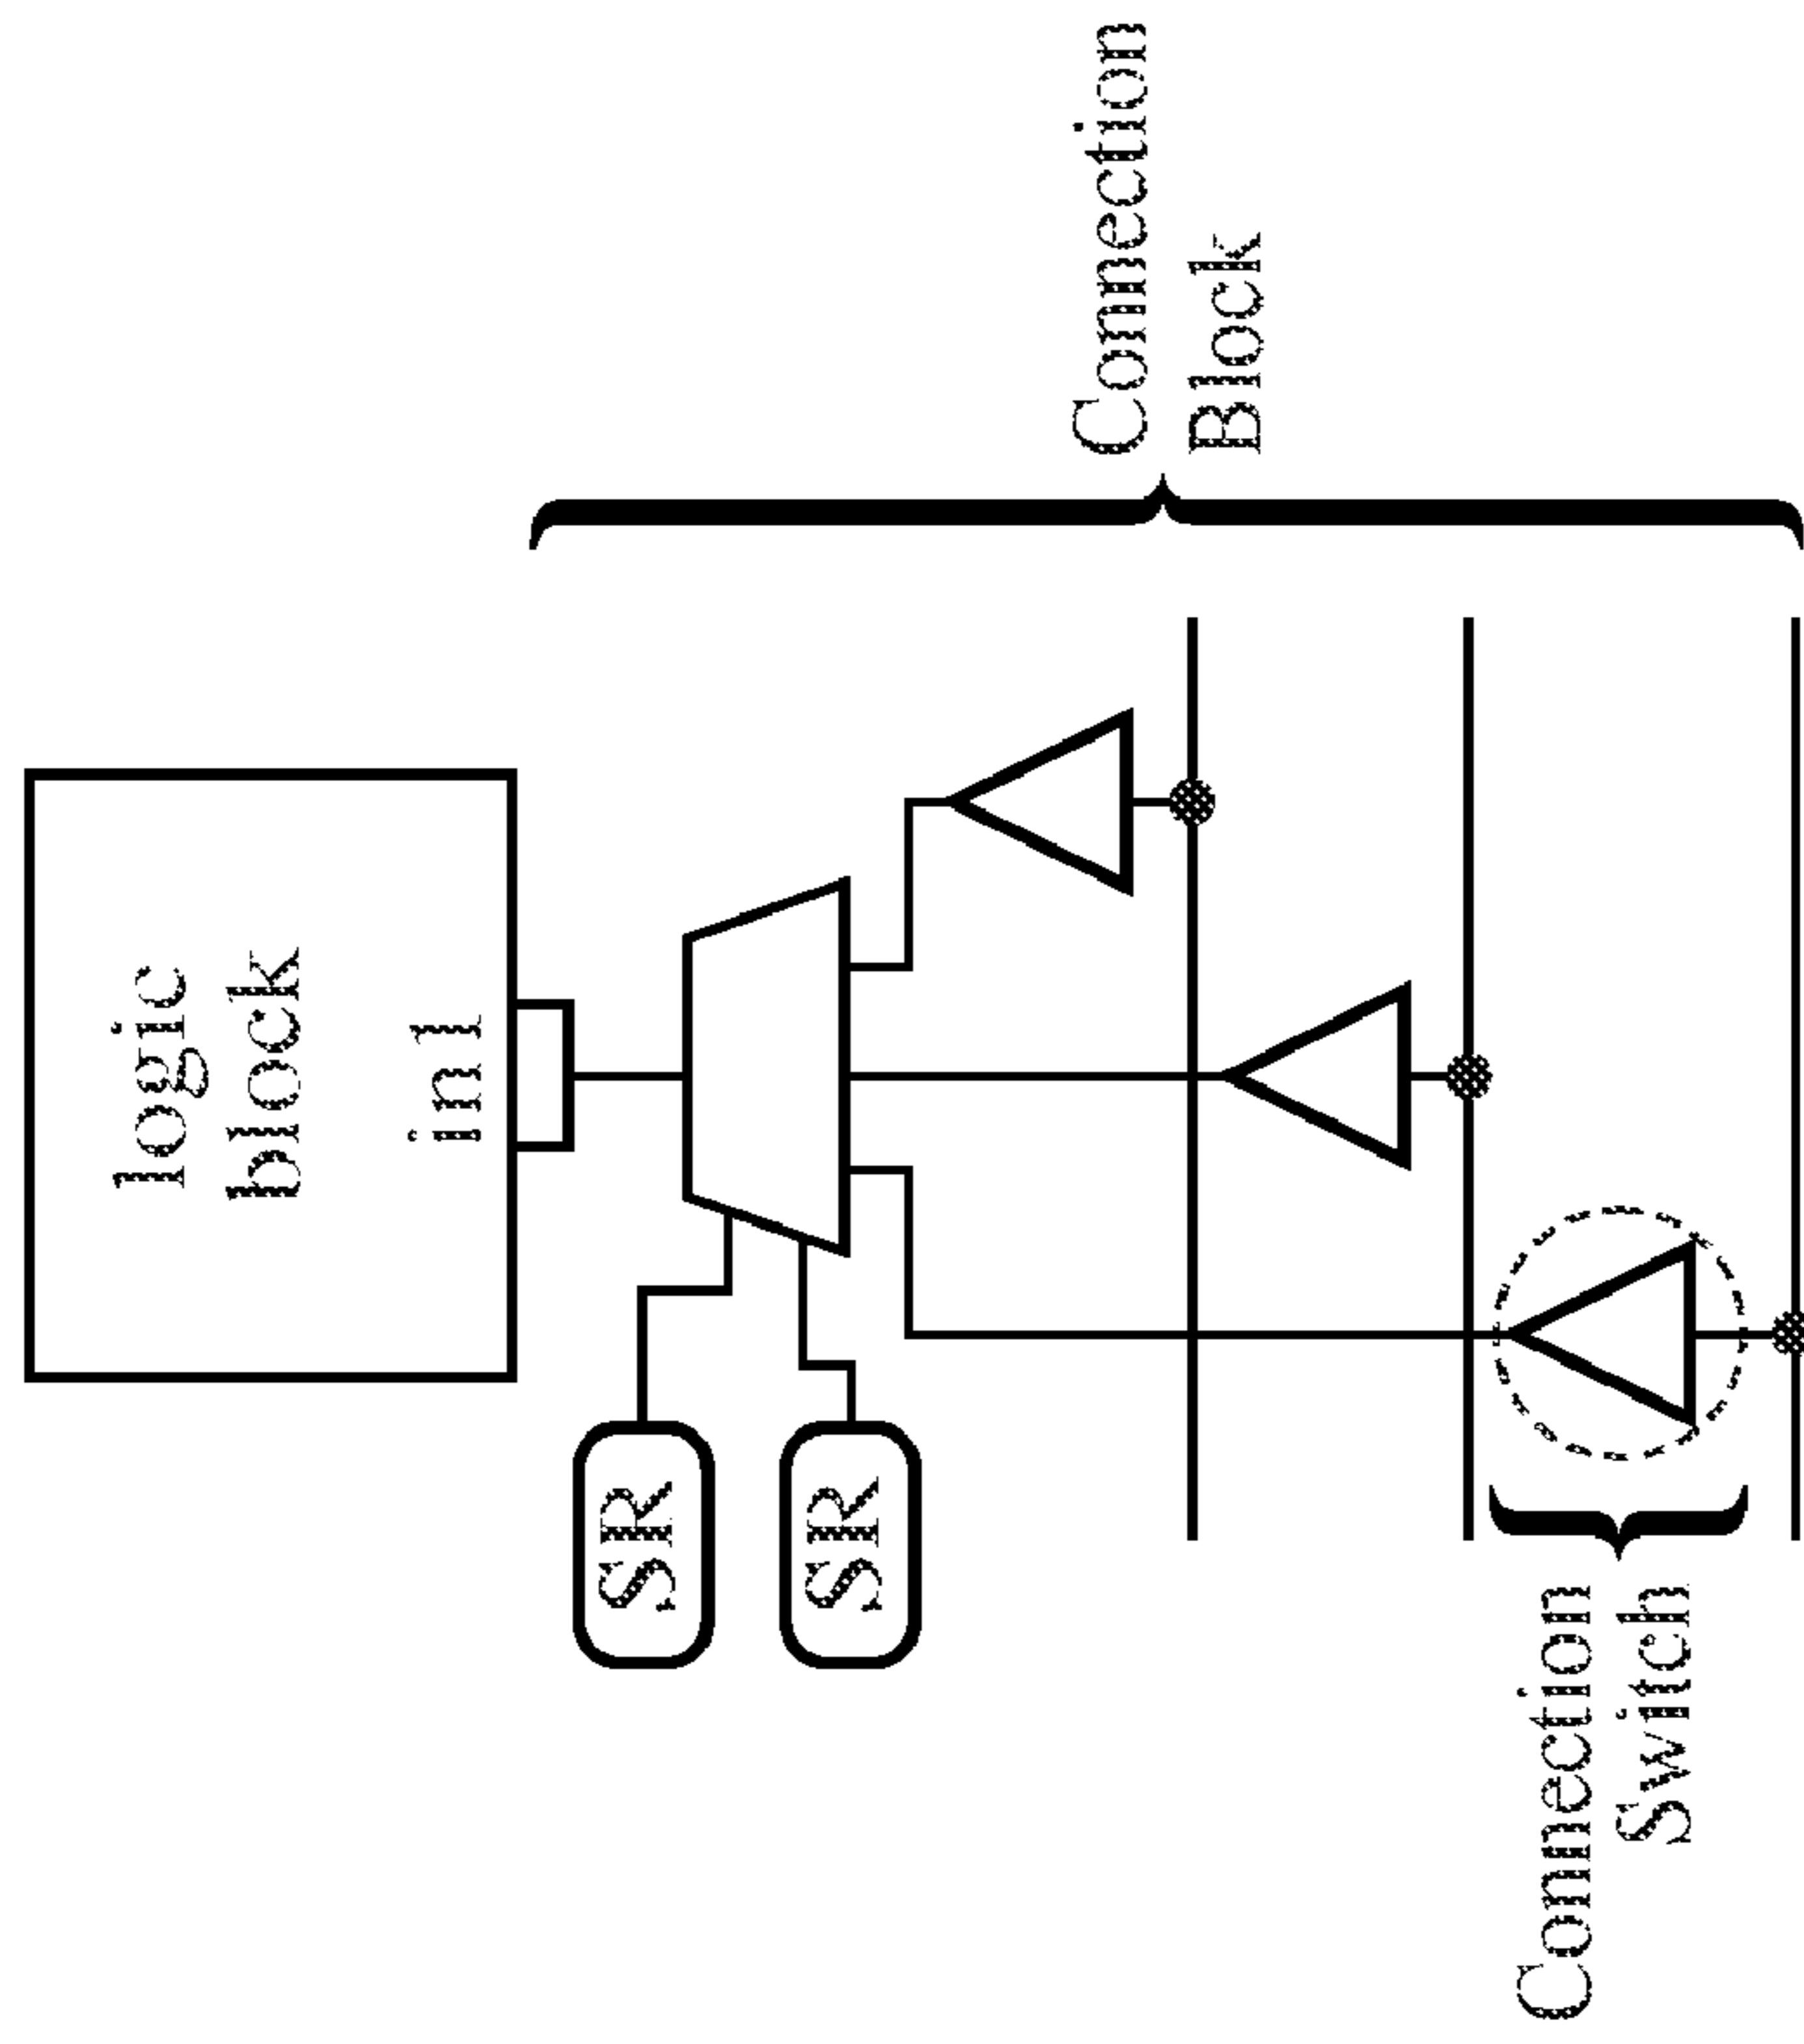 logic
block
in1
SR
SR
Connection
Switch
Connection
Block